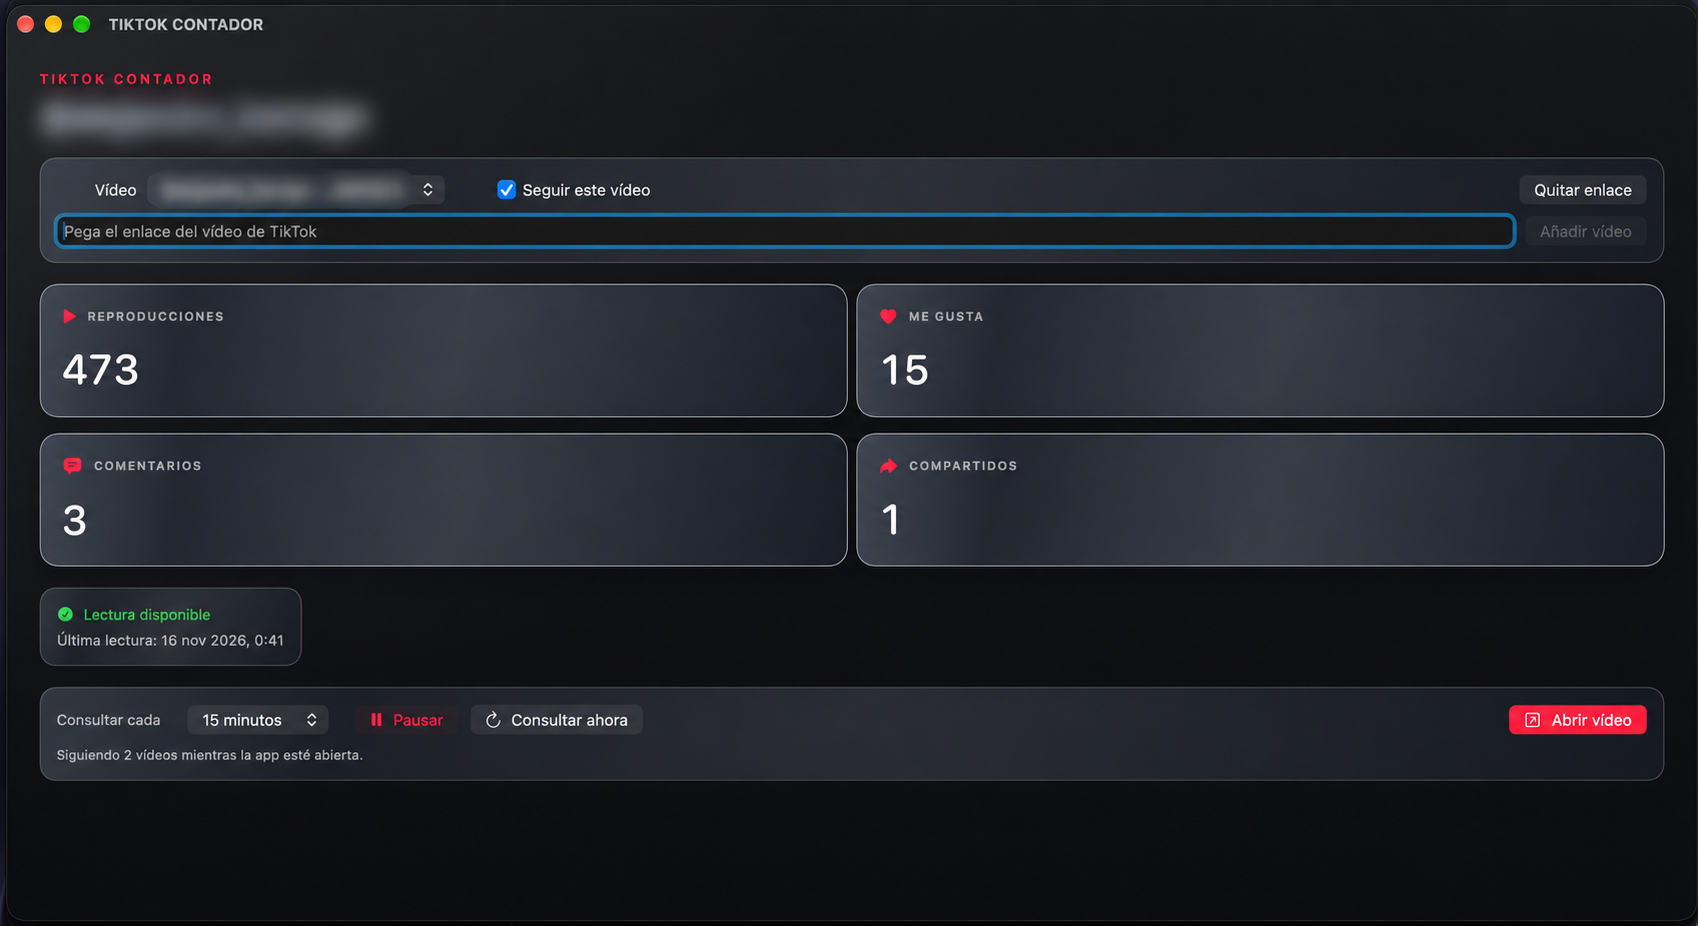 TIKTOK CONTADOR
TIKTOK CONTADOR
Vídeo
Seguir este vídeo
Quitar enlace
Pega el enlace del vídeo de TikTok
Añadir vídeo
REPRODUCCIONES
473
ME GUSTA
15
COMENTARIOS
3
COMPARTIDOS
1
Lectura disponible
Última lectura: 16 nov 2026, 0:41
Consultar cada
15 minutos
Pausar
Consultar ahora
Abrir vídeo
Siguiendo 2 vídeos mientras la app esté abierta.